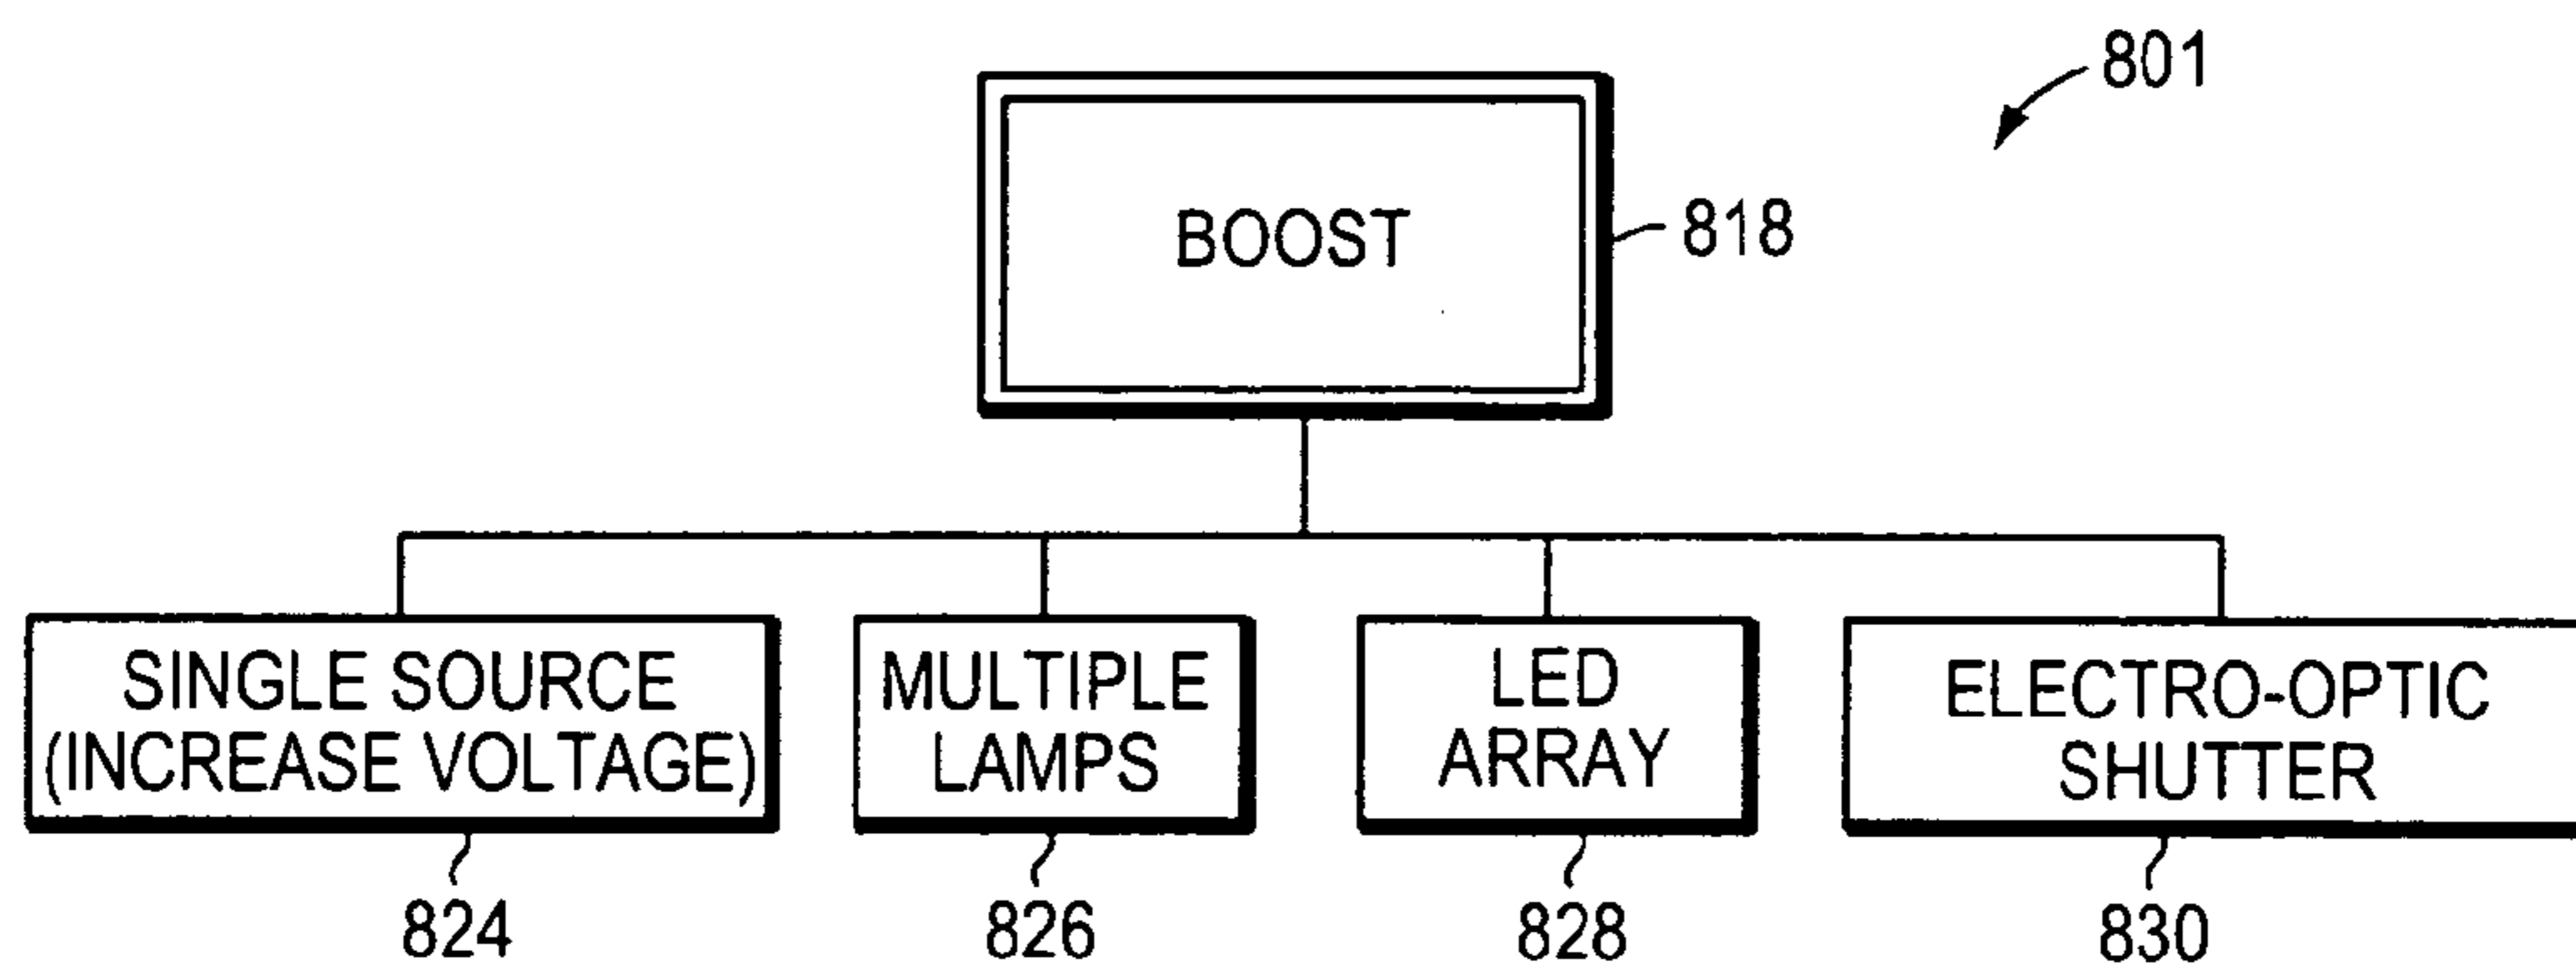 801
BOOST
818
SINGLE SOURCE
(INCREASE VOLTAGE)
824
MULTIPLE
LAMPS
826
LED
ARRAY
828
ELECTRO-OPTIC
SHUTTER
830